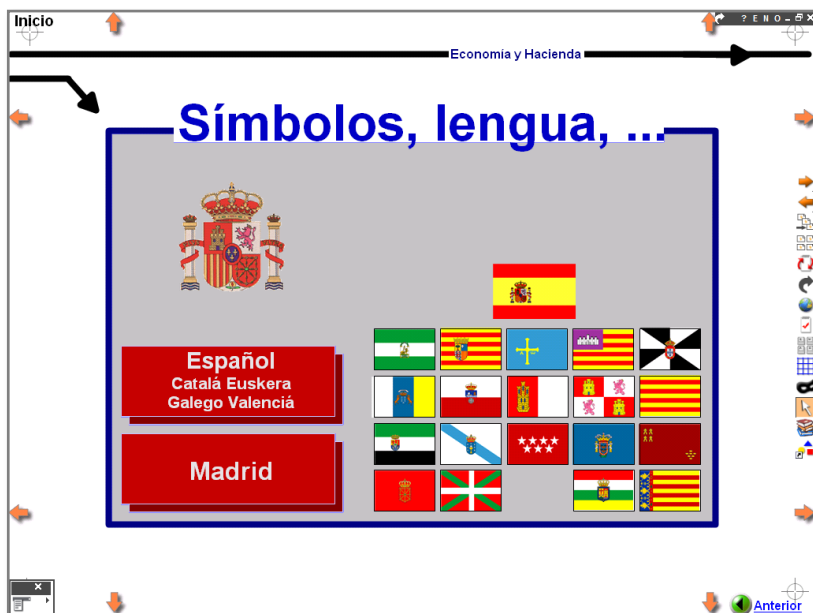 Inicio
? E N O
Economía y Hacienda
Símbolos, lengua, ...
Español
Catalá Euskera
Galego Valenciá
Madrid
Anterior